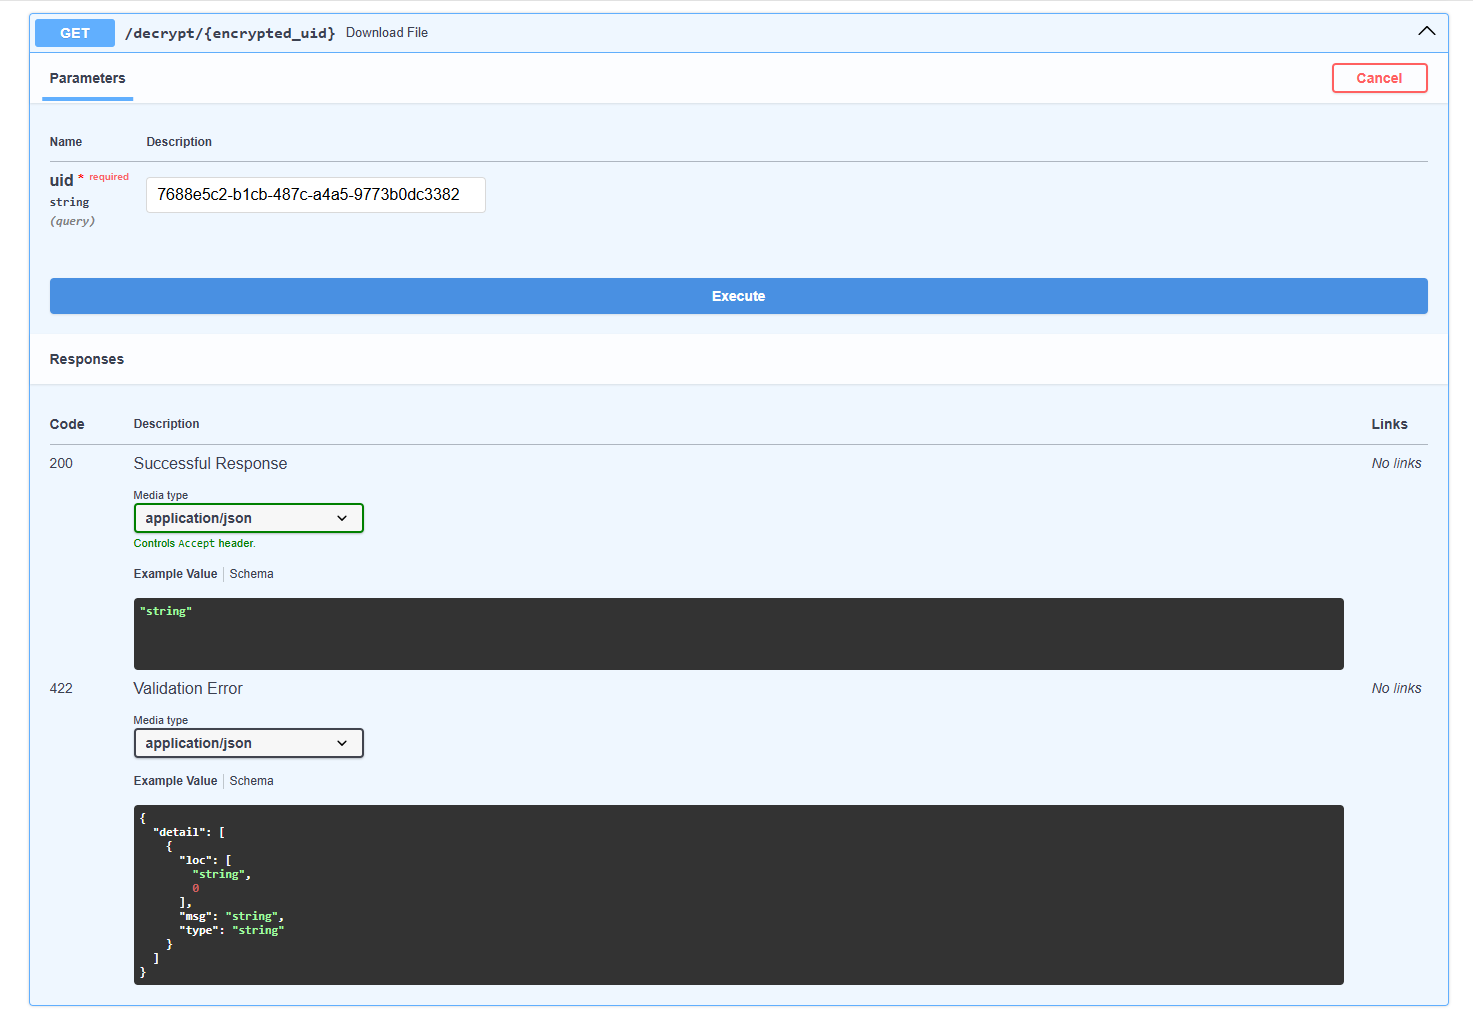 GET /decrypt/{encrypted_uid} Download File
Parameters Cancel
Name Description
uid * required
string
(query)
7688e5c2-b1cb-487c-a4a5-9773b0dc3382
Execute
Responses
Code Description Links
200 Successful Response No links
Media type
application/json
Controls Accept header.
Example Value Schema
"string"
422 Validation Error No links
Media type
application/json
Example Value Schema
{
  "detail": [
    {
      "loc": [
        "string",
        0
      ],
      "msg": "string",
      "type": "string"
    }
  ]
}